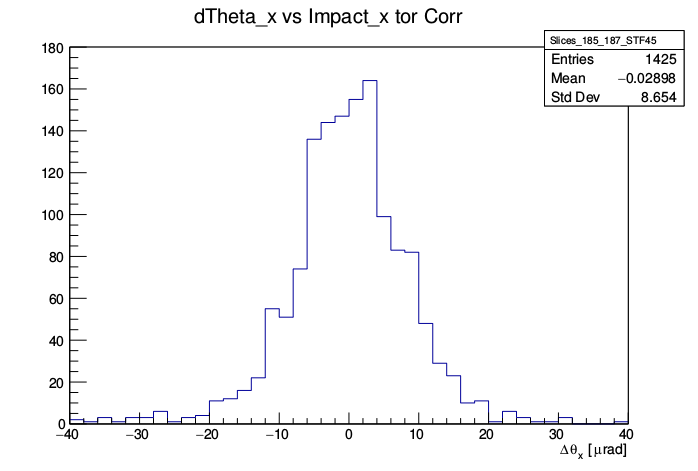 dTheta_x vs Impact_x tor Corr
Slices_185_187_STF45
Entries 1425
Mean −0.02898
Std Dev 8.654
180
160
140
120
100
80
60
40
20
0
−40 −30 −20 −10 0 10 20 30 40
Δθx [μrad]